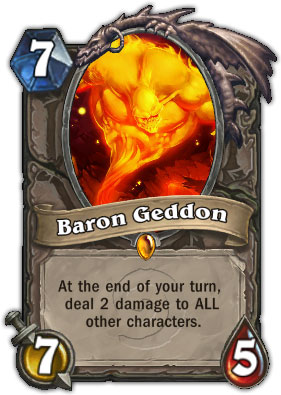 7
Baron Geddon
At the end of your turn,
deal 2 damage to ALL
other characters.
7
5